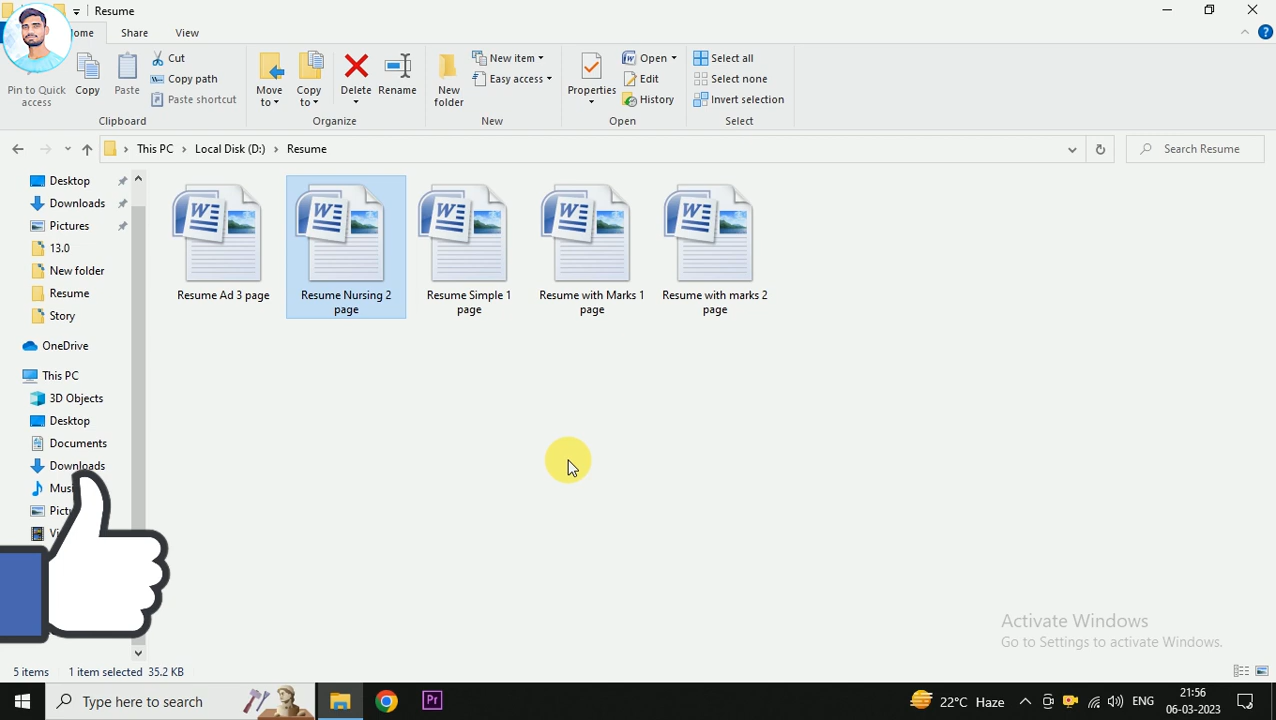 Resume
Home Share View
Pin to Quick access
Copy
Paste
Cut
Copy path
Paste shortcut
Clipboard
Move to
Copy to
Delete
Rename
Organize
New folder
New item
Easy access
New
Properties
Open
Edit
History
Open
Select all
Select none
Invert selection
Select
This PC > Local Disk (D:) > Resume
Search Resume
Desktop
Downloads
Pictures
13.0
New folder
Resume
Story
OneDrive
This PC
3D Objects
Desktop
Documents
Downloads
Resume Ad 3 page
Resume Nursing 2
page
Resume Simple 1
page
Resume with Marks 1
page
Resume with marks 2
page
Activate Windows
Go to Settings to activate Windows.
5 items 1 item selected 35.2 KB
Type here to search
Pr
22°C Haze
ENG
21:56
06-03-2023